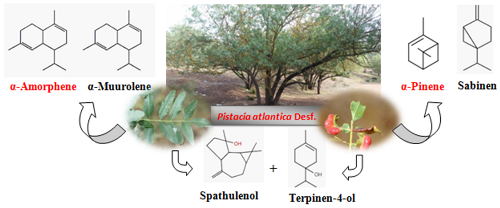 α-Amorphene α-Muurolene
Pistacia atlantica Desf.
α-Pinene Sabinen
OH
OH
+
Spathulenol Terpinen-4-ol